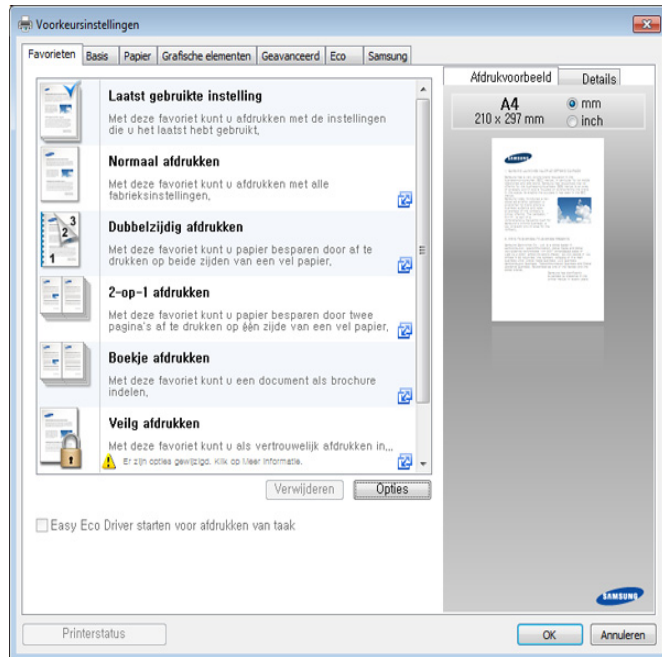 Voorkeursinstellingen
Favorieten Basis Papier Grafische elementen Geavanceerd Eco Samsung
Laatst gebruikte instelling
Met deze favoriet kunt u afdrukken met de instellingen
die u het laatst hebt gebruikt.
Normaal afdrukken
Met deze favoriet kunt u afdrukken met alle
fabrieksinstellingen.
Dubbelzijdig afdrukken
Met deze favoriet kunt u papier besparen door af te
drukken op beide zijden van een vel papier.
2-op-1 afdrukken
Met deze favoriet kunt u papier besparen door twee
pagina's af te drukken op één zijde van een vel papier.
Boekje afdrukken
Met deze favoriet kunt u een document als brochure
indelen.
Veilg afdrukken
Met deze favoriet kunt u als vertrouwelijk afdrukken in...
Er zijn opties gewijzigd. Klik op Meer informatie.
3
2
1
Verwijderen Opties
Easy Eco Driver starten voor afdrukken van taak
Afdrukvoorbeeld Details
A4
210 x 297 mm
mm
inch
SAMSUNG
SAMSUNG
Printerstatus OK Annuleren